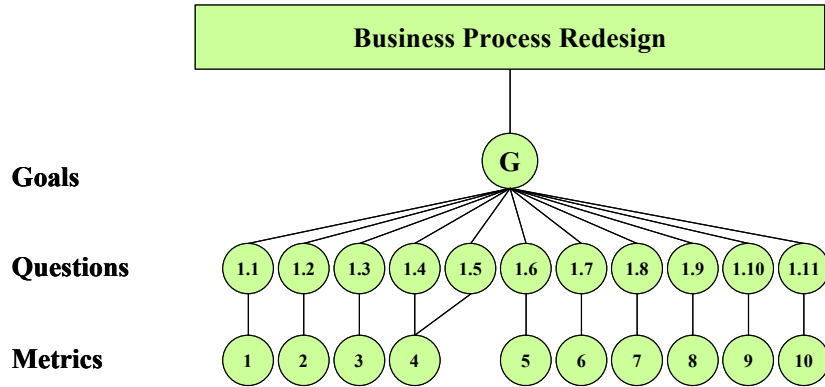 Business Process Redesign
G
Goals
Questions 1.1 1.2 1.3 1.4 1.5 1.6 1.7 1.8 1.9 1.10 1.11
Metrics 1 2 3 4 5 6 7 8 9 10